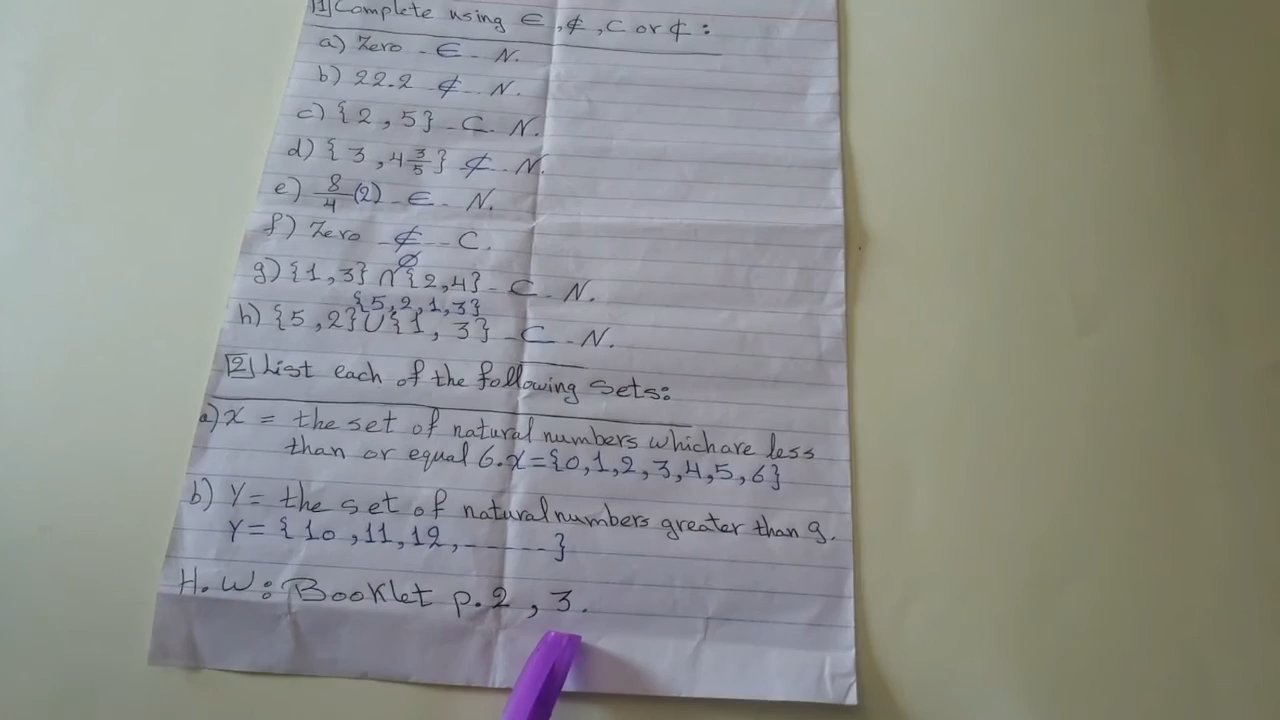 1 Complete using ∈, ∉, ⊂ or ⊄ :
a) Zero - ∈ - N.
b) 22.2 - ∉ - N.
c) {2, 5} - ⊂ - N.
d) {3, 4 3/5} ⊄ - N.
e) 8/4 (2) - ∈ - N.
f) Zero - ∉ - C.
∅
g) {1, 3} ∩ {2, 4} - ⊂ - N.
{5, 2, 1, 3}
h) {5, 2} ∪ {1, 3} - ⊂ - N.
2 List each of the following sets:
a) X = the set of natural numbers which are less
than or equal 6. X = {0, 1, 2, 3, 4, 5, 6}
b) Y = the set of natural numbers greater than 9.
Y = {10, 11, 12, ------}
H.W: Booklet p. 2, 3.